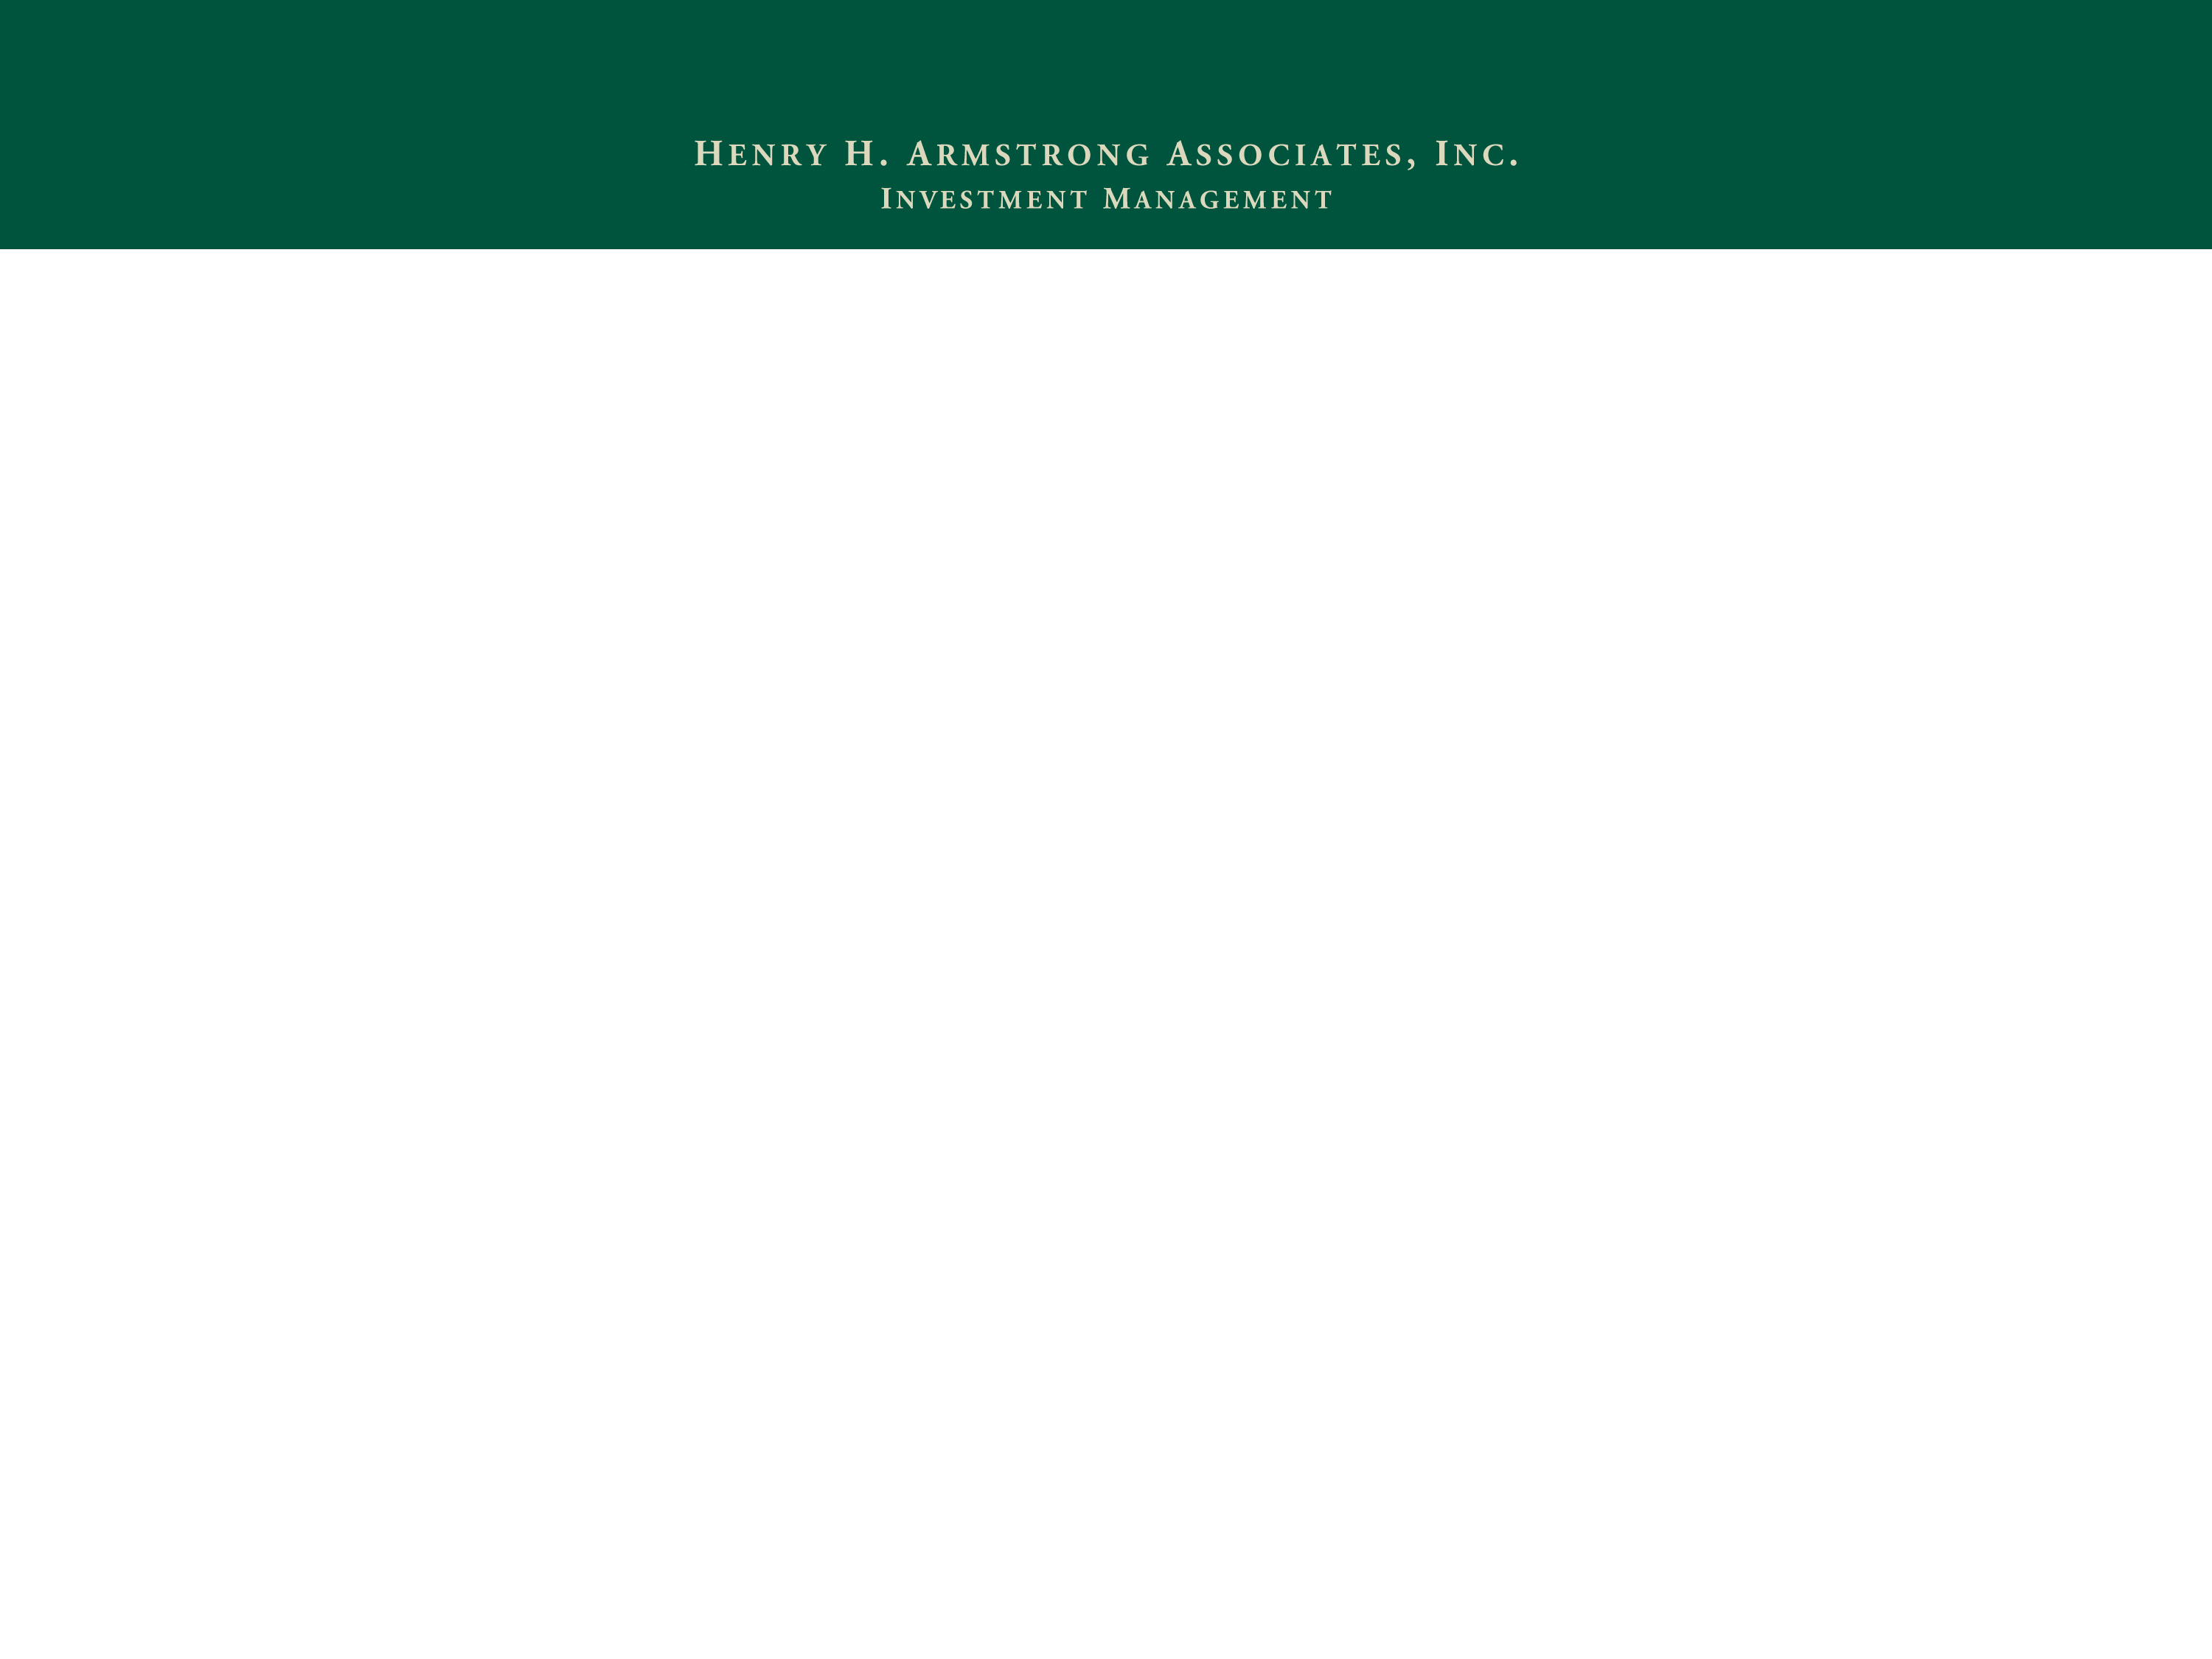 Henry H. Armstrong Associates, Inc.
Investment Management